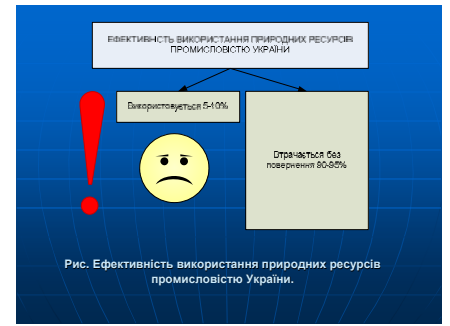 ЕФЕКТИВНІСТЬ ВИКОРИСТАННЯ ПРИРОДНИХ РЕСУРСІВ
ПРОМИСЛОВІСТЮ УКРАЇНИ
Використовується 5-10%
Втрачається без
повернення 90-95%
Рис. Ефективність використання природних ресурсів
промисловістю України.